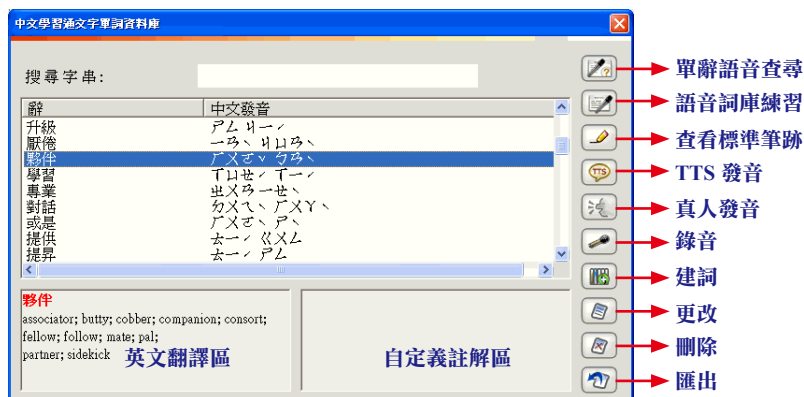 中文學習通文字單詞資料庫
搜尋字串:
辭 中文發音
升級 ㄕㄥ ㄐㄧˊ
厭倦 ㄧㄢˋ ㄐㄩㄢˋ
夥伴 ㄏㄨㄛˇ ㄅㄢˋ
學習 ㄒㄩㄝˊ ㄒㄧˊ
專業 ㄓㄨㄢ ㄧㄝˋ
對話 ㄉㄨㄟˋ ㄏㄨㄚˋ
或是 ㄏㄨㄛˋ ㄕˋ
提供 ㄊㄧˊ ㄍㄨㄥ
提昇 ㄊㄧˊ ㄕㄥ
夥伴
associator; butty; cobber; companion; consort;
fellow; follow; mate; pal;
partner; sidekick
英文翻譯區
自定義註解區
單辭語音查尋
語音詞庫練習
查看標準筆跡
TTS
TTS 發音
真人發音
錄音
建詞
更改
刪除
匯出